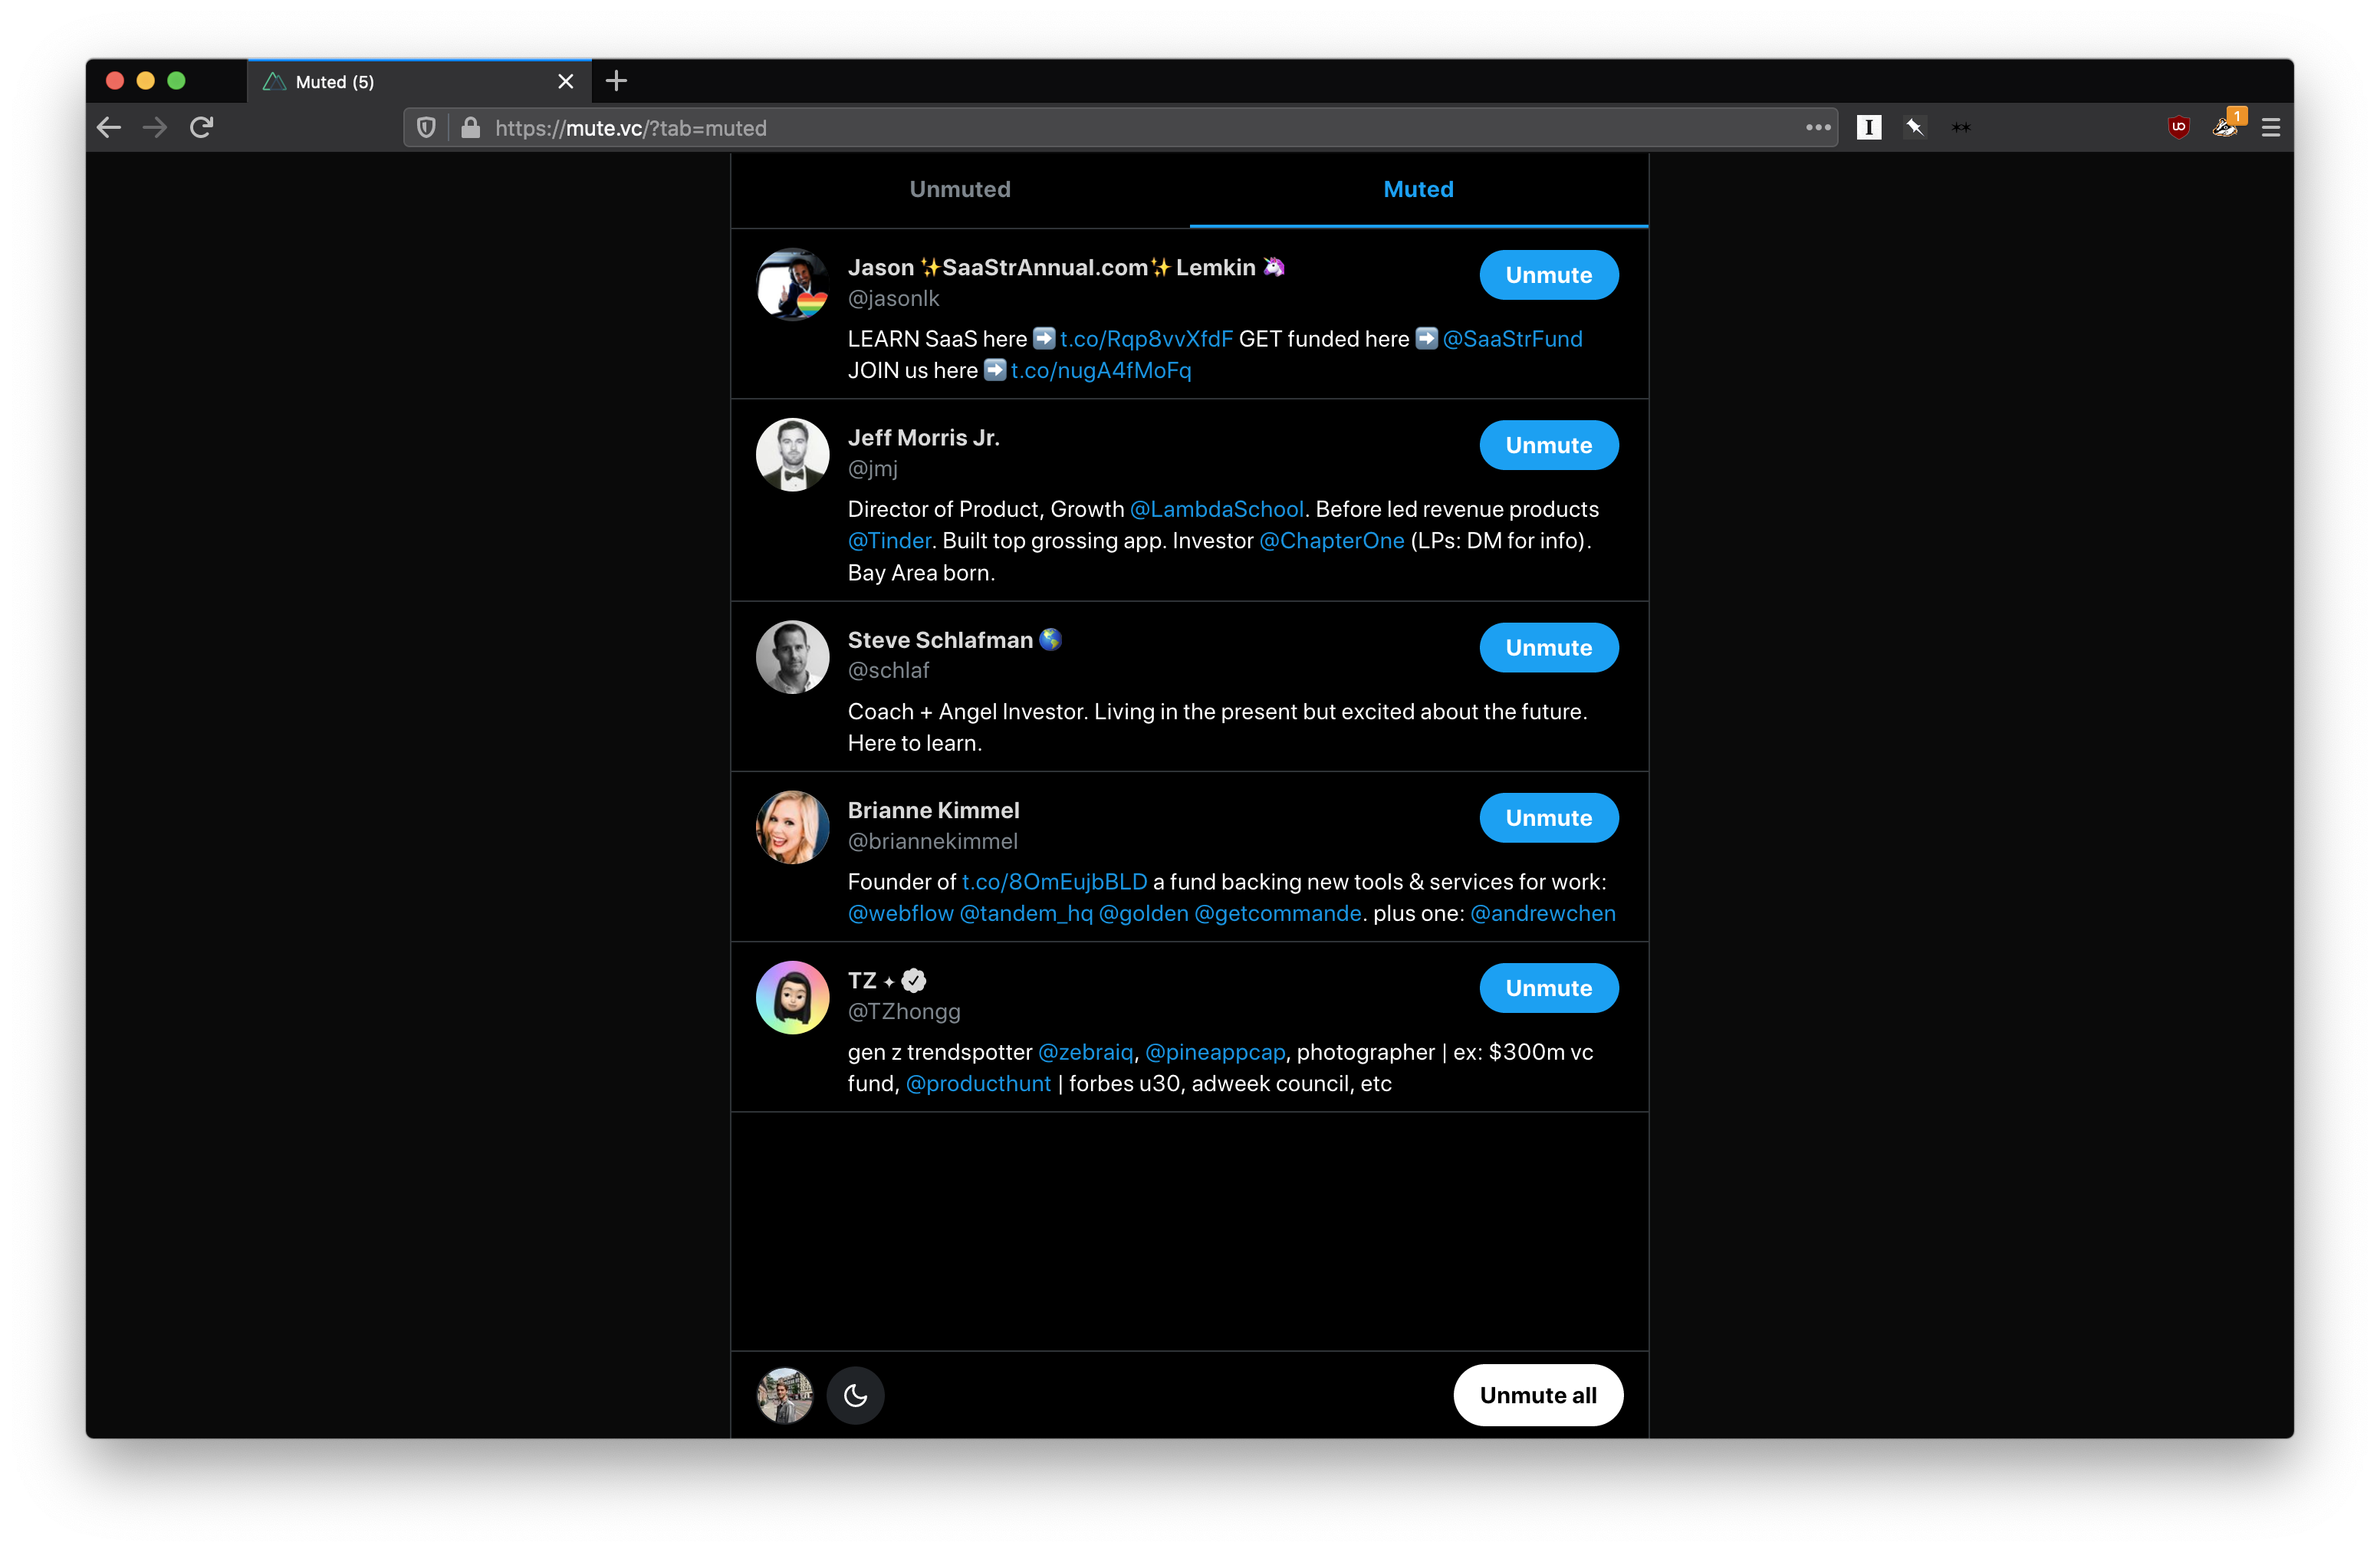 Muted (5)
https://mute.vc/?tab=muted
1
Unmuted Muted
Jason ✨SaaStrAnnual.com✨ Lemkin 🦄
Unmute
@jasonlk
LEARN SaaS here ➡️ t.co/Rqp8vvXfdF GET funded here ➡️ @SaaStrFund
JOIN us here ➡️ t.co/nugA4fMoFq
Jeff Morris Jr.
Unmute
@jmj
Director of Product, Growth @LambdaSchool. Before led revenue products
@Tinder. Built top grossing app. Investor @ChapterOne (LPs: DM for info).
Bay Area born.
Steve Schlafman 🌎
Unmute
@schlaf
Coach + Angel Investor. Living in the present but excited about the future.
Here to learn.
Brianne Kimmel
Unmute
@briannekimmel
Founder of t.co/8OmEujbBLD a fund backing new tools & services for work:
@webflow @tandem_hq @golden @getcommande. plus one: @andrewchen
TZ ✦
Unmute
@TZhongg
gen z trendspotter @zebraiq, @pineappcap, photographer | ex: $300m vc
fund, @producthunt | forbes u30, adweek council, etc
Unmute all